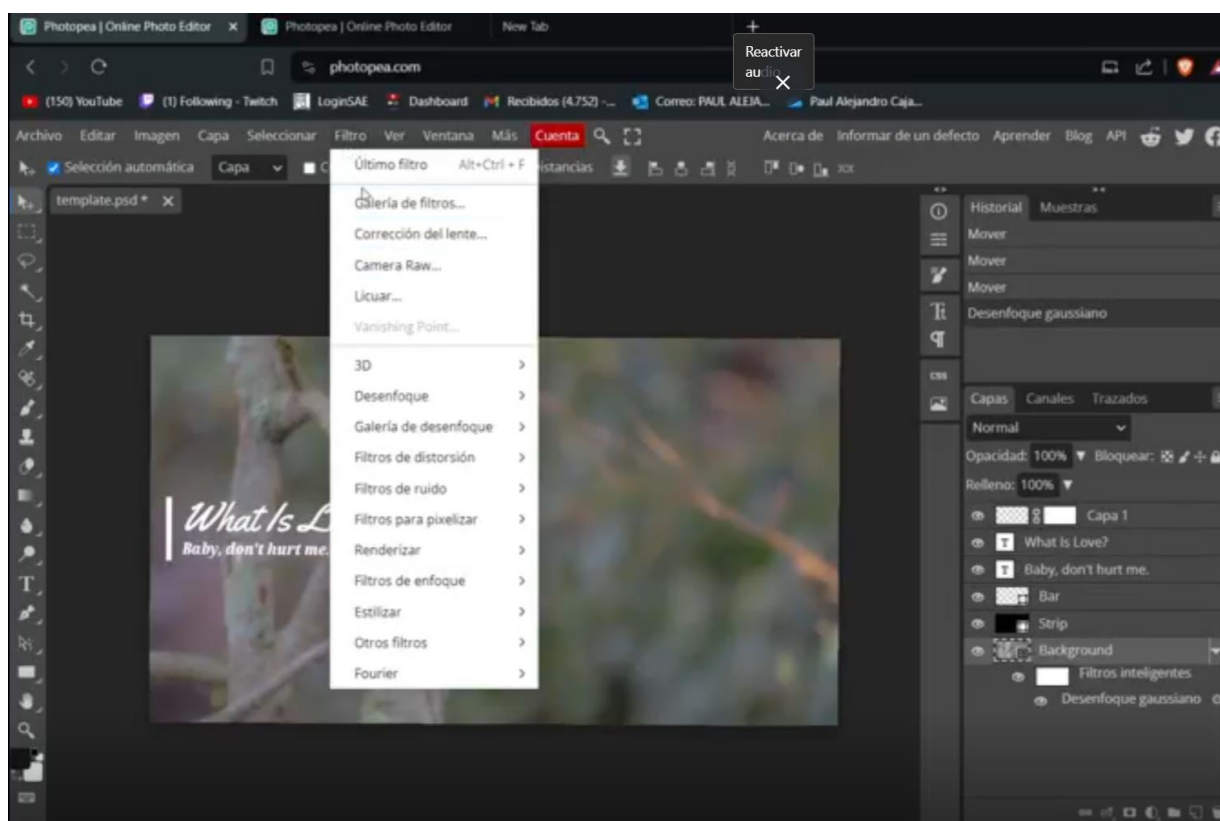 Photopea | Online Photo Editor Photopea | Online Photo Editor New Tab
Reactivar
audio
photopea.com
(150) YouTube (1) Following - Twitch LoginSAE Dashboard Recibidos (4.752) -... Correo: PAUL ALEJA... Paul Alejandro Caja...
Archivo Editar Imagen Capa Seleccionar Filtro Ver Ventana Más Cuenta Acerca de Informar de un defecto Aprender Blog API
Selección automática Capa C istancias
template.psd *
Último filtro Alt+Ctrl + F
Galería de filtros...
Corrección del lente...
Camera Raw...
Licuar...
Vanishing Point...
3D
Desenfoque
Galería de desenfoque
Filtros de distorsión
Filtros de ruido
Filtros para pixelizar
Renderizar
Filtros de enfoque
Estilizar
Otros filtros
Fourier
What Is L
Baby, don't hurt me.
CSS
Historial Muestras
Mover
Mover
Mover
Desenfoque gaussiano
Capas Canales Trazados
Normal
Opacidad: 100% Bloquear:
Relleno: 100%
Capa 1
T What Is Love?
T Baby, don't hurt me.
Bar
Strip
Background
Filtros inteligentes
Desenfoque gaussiano